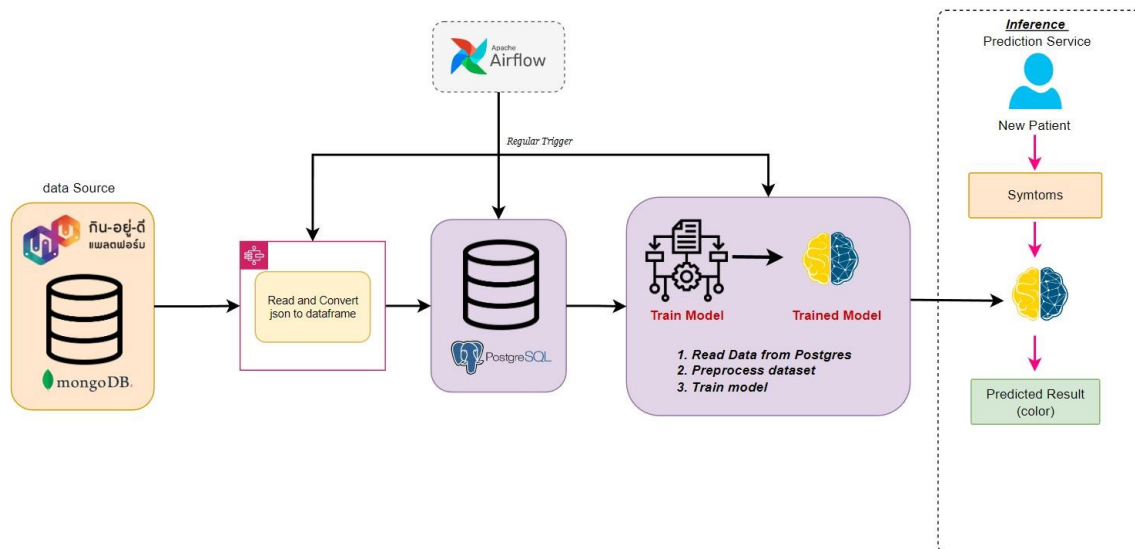 Apache
Airflow
Regular Trigger
data Source
กิน-อยู่-ดี
แพลตฟอร์ม
mongoDB.
Read and Convert
json to dataframe
PostgreSQL
Train Model
Trained Model
1. Read Data from Postgres
2. Preprocess dataset
3. Train model
Inference
Prediction Service
New Patient
Symtoms
Predicted Result
(color)